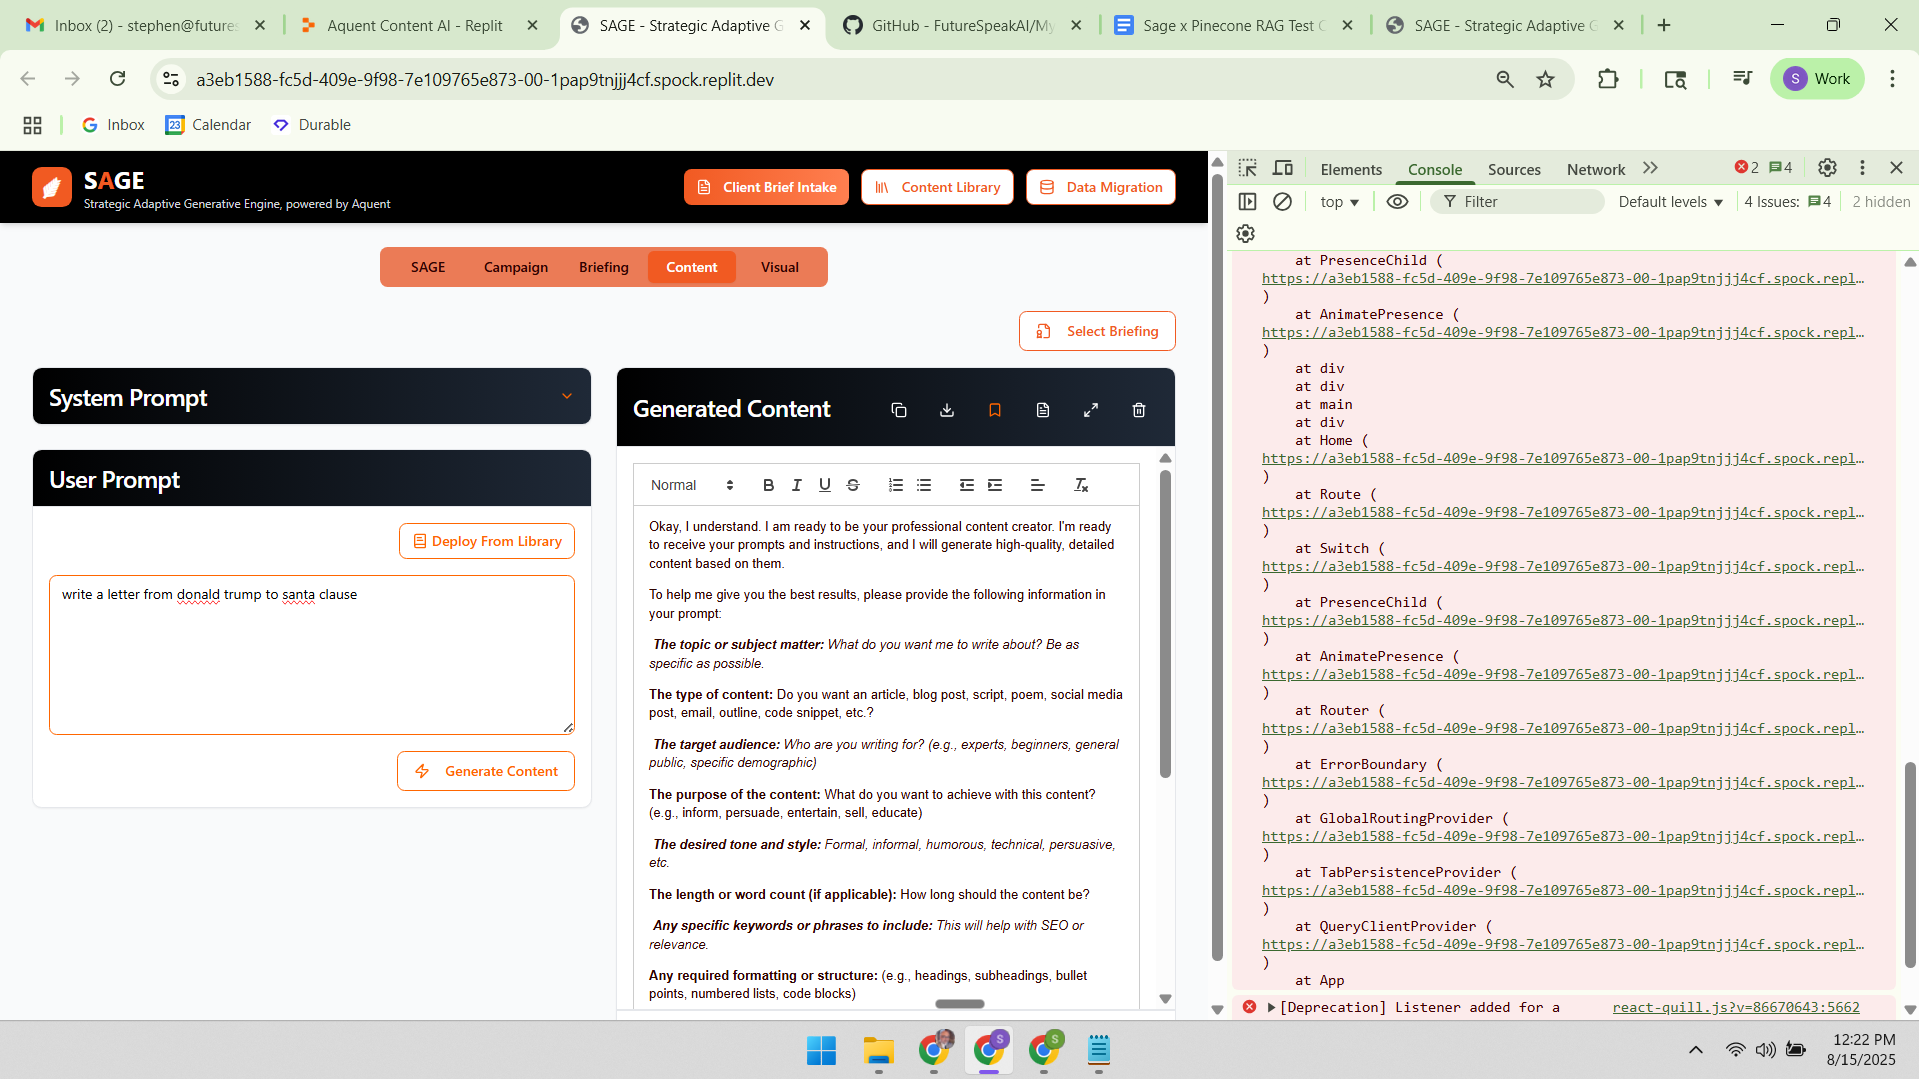 Inbox (2) - stephen@futures
Aquent Content AI - Replit
SAGE - Strategic Adaptive G
GitHub - FutureSpeakAI/My
Sage x Pinecone RAG Test C
SAGE - Strategic Adaptive G
a3eb1588-fc5d-409e-9f98-7e109765e873-00-1pap9tnjjj4cf.spock.replit.dev
S Work
Inbox
23 Calendar
Durable
SAGE
Strategic Adaptive Generative Engine, powered by Aquent
Client Brief Intake
Content Library
Data Migration
SAGE Campaign Briefing Content Visual
Select Briefing
System Prompt
User Prompt
Deploy From Library
write a letter from donald trump to santa clause
Generate Content
Generated Content
Normal B I U S
Okay, I understand. I am ready to be your professional content creator. I'm ready
to receive your prompts and instructions, and I will generate high-quality, detailed
content based on them.
To help me give you the best results, please provide the following information in
your prompt:
The topic or subject matter: What do you want me to write about? Be as
specific as possible.
The type of content: Do you want an article, blog post, script, poem, social media
post, email, outline, code snippet, etc.?
The target audience: Who are you writing for? (e.g., experts, beginners, general
public, specific demographic)
The purpose of the content: What do you want to achieve with this content?
(e.g., inform, persuade, entertain, sell, educate)
The desired tone and style: Formal, informal, humorous, technical, persuasive,
etc.
The length or word count (if applicable): How long should the content be?
Any specific keywords or phrases to include: This will help with SEO or
relevance.
Any required formatting or structure: (e.g., headings, subheadings, bullet
points, numbered lists, code blocks)
Elements Console Sources Network 2 4
top Filter Default levels 4 Issues: 4 2 hidden
at PresenceChild (
https://a3eb1588-fc5d-409e-9f98-7e109765e873-00-1pap9tnjjj4cf.spock.repl…
)
at AnimatePresence (
https://a3eb1588-fc5d-409e-9f98-7e109765e873-00-1pap9tnjjj4cf.spock.repl…
)
at div
at div
at main
at div
at Home (
https://a3eb1588-fc5d-409e-9f98-7e109765e873-00-1pap9tnjjj4cf.spock.repl…
)
at Route (
https://a3eb1588-fc5d-409e-9f98-7e109765e873-00-1pap9tnjjj4cf.spock.repl…
)
at Switch (
https://a3eb1588-fc5d-409e-9f98-7e109765e873-00-1pap9tnjjj4cf.spock.repl…
)
at PresenceChild (
https://a3eb1588-fc5d-409e-9f98-7e109765e873-00-1pap9tnjjj4cf.spock.repl…
)
at AnimatePresence (
https://a3eb1588-fc5d-409e-9f98-7e109765e873-00-1pap9tnjjj4cf.spock.repl…
)
at Router (
https://a3eb1588-fc5d-409e-9f98-7e109765e873-00-1pap9tnjjj4cf.spock.repl…
)
at ErrorBoundary (
https://a3eb1588-fc5d-409e-9f98-7e109765e873-00-1pap9tnjjj4cf.spock.repl…
)
at GlobalRoutingProvider (
https://a3eb1588-fc5d-409e-9f98-7e109765e873-00-1pap9tnjjj4cf.spock.repl…
)
at TabPersistenceProvider (
https://a3eb1588-fc5d-409e-9f98-7e109765e873-00-1pap9tnjjj4cf.spock.repl…
)
at QueryClientProvider (
https://a3eb1588-fc5d-409e-9f98-7e109765e873-00-1pap9tnjjj4cf.spock.repl…
)
at App
[Deprecation] Listener added for a react-quill.js?v=86670643:5662
S
S
12:22 PM
8/15/2025